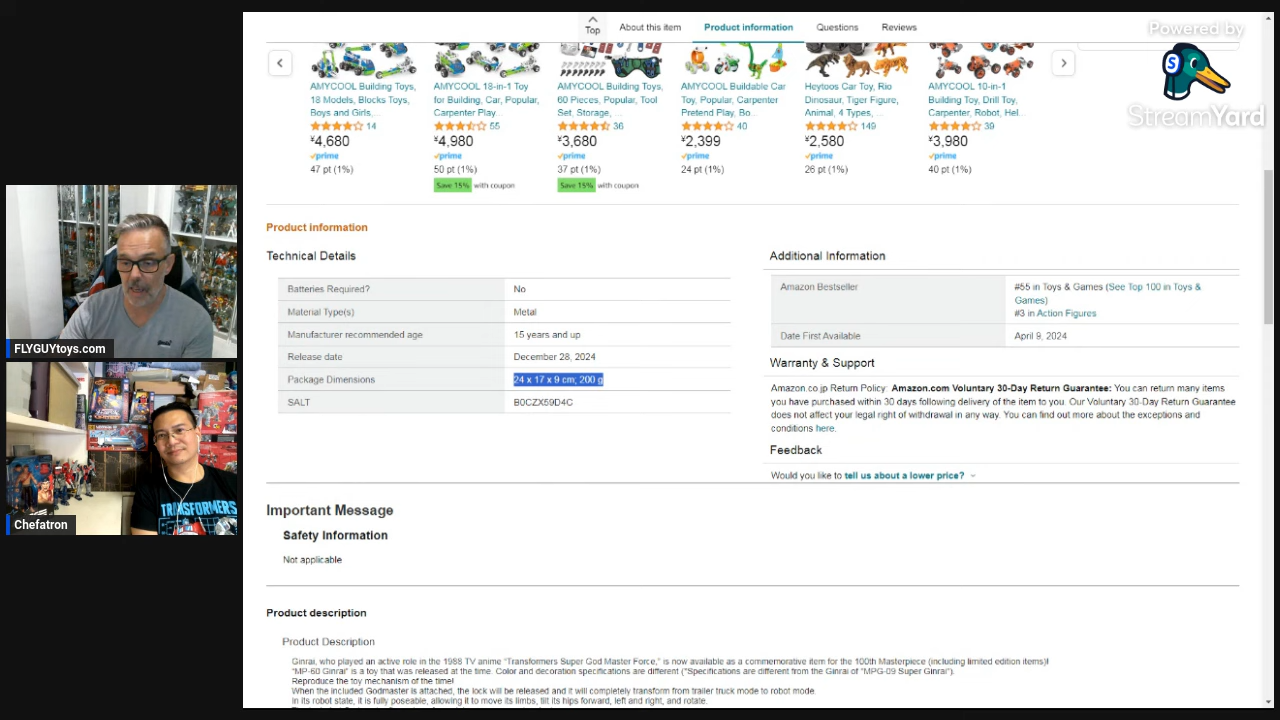 Top
About this item
Product information
Questions
Reviews
Powered by
StreamYard
AMYCOOL Building Toys,
18 Models, Blocks Toys,
Boys and Girls,...
14
¥4,680
prime
47 pt (1%)
AMYCOOL 18-in-1 Toy
for Building, Car, Popular,
Carpenter Play...
55
¥4,980
prime
50 pt (1%)
Save 15% with coupon
AMYCOOL Building Toys,
60 Pieces, Popular, Tool
Set, Storage, ...
36
¥3,680
prime
37 pt (1%)
Save 15% with coupon
AMYCOOL Buildable Car
Toy, Popular, Carpenter
Pretend Play, Bo...
40
¥2,399
prime
24 pt (1%)
Heytoos Car Toy, Rio
Dinosaur, Tiger Figure,
Animal, 4 Types, ...
149
¥2,580
prime
26 pt (1%)
AMYCOOL 10-in-1
Building Toy, Drill Toy,
Carpenter, Robot, Hel...
39
¥3,980
prime
40 pt (1%)
Product information
Technical Details
Batteries Required? No
Material Type(s) Metal
Manufacturer recommended age 15 years and up
Release date December 28, 2024
Package Dimensions 24 x 17 x 9 cm; 200 g
SALT B0CZX59D4C
Additional Information
Amazon Bestseller #55 in Toys & Games (See Top 100 in Toys &
Games)
#3 in Action Figures
Date First Available April 9, 2024
Warranty & Support
Amazon.co.jp Return Policy: Amazon.com Voluntary 30-Day Return Guarantee: You can return many items
you have purchased within 30 days following delivery of the item to you. Our Voluntary 30-Day Return Guarantee
does not affect your legal right of withdrawal in any way. You can find out more about the exceptions and
conditions here.
Feedback
Would you like to tell us about a lower price?
Important Message
Safety Information
Not applicable
Product description
Product Description
Ginrai, who played an active role in the 1988 TV anime "Transformers Super God Master Force," is now available as a commemorative item for the 100th Masterpiece (including limited edition items)!
"MP-60 Ginrai" is a toy that was released at the time. Color and decoration specifications are different ("Specifications are different from the Ginrai of "MPG-09 Super Ginrai").
Reproduce the toy mechanism of the time!
When the included Godmaster is attached, the lock will be released and it will completely transform from trailer truck mode to robot mode.
In its robot state, it is fully poseable, allowing it to move its limbs, tilt its hips forward, left and right, and rotate.
FLYGUYtoys.com
TRANSFORMERS
Chefatron